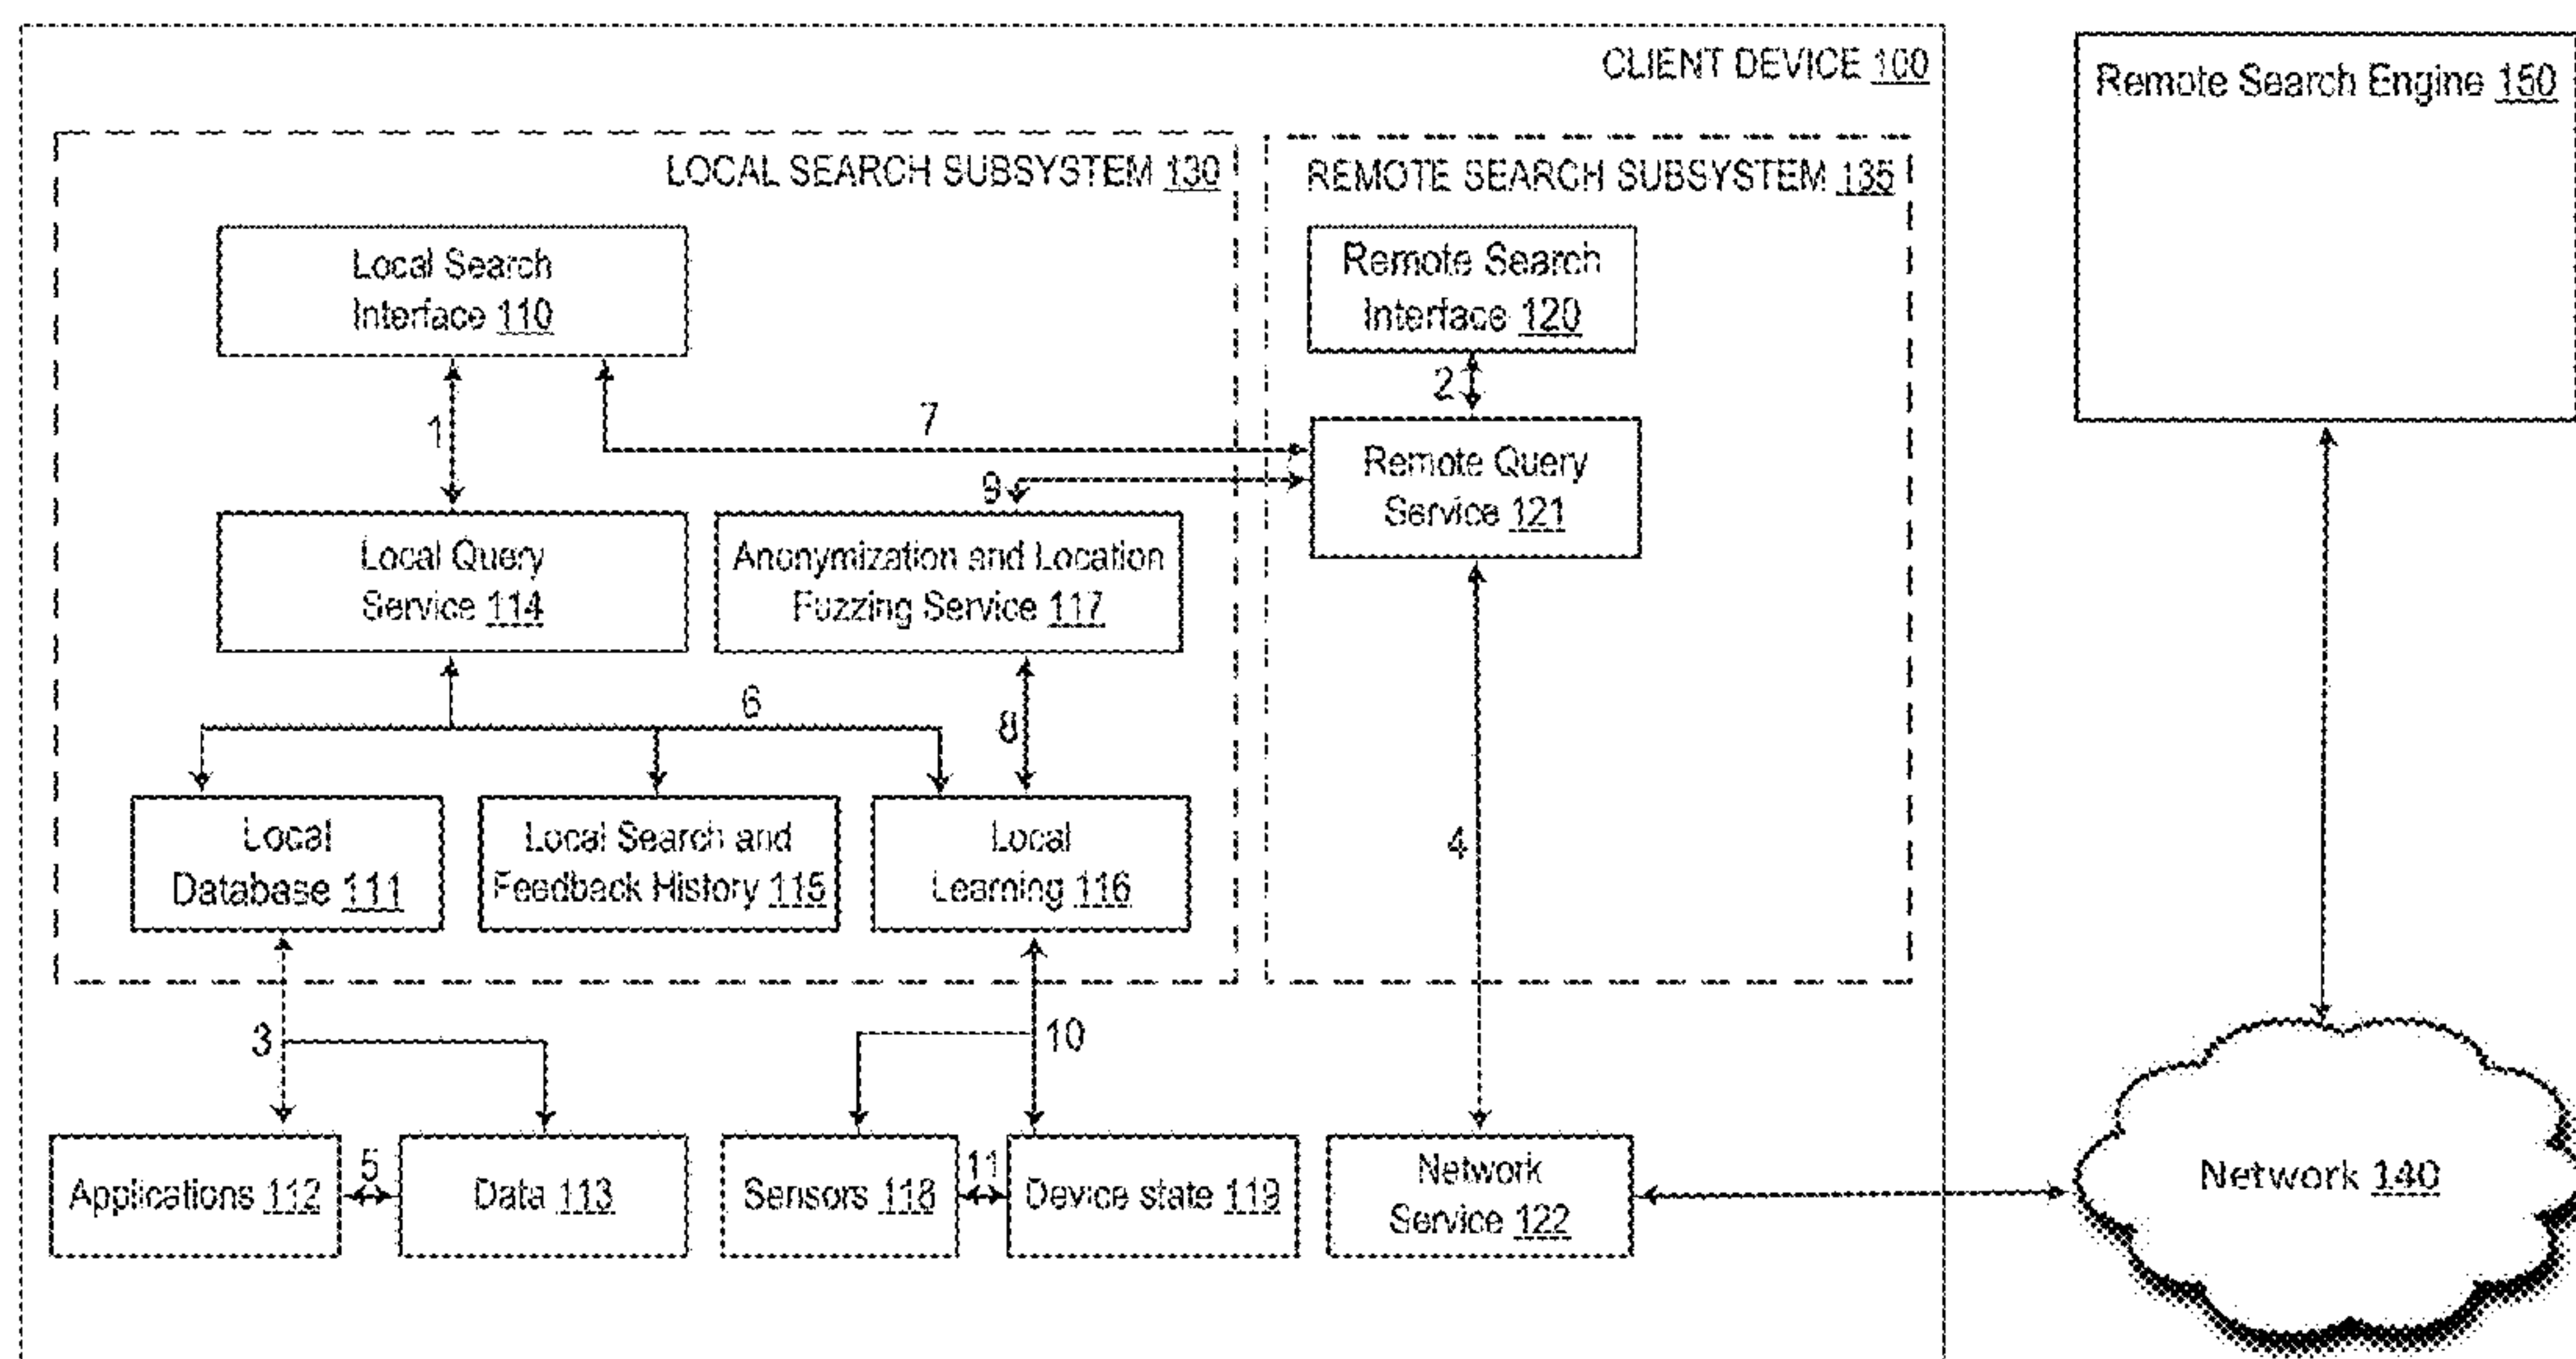 CLIENT DEVICE 100
Remote Search Engine 150
LOCAL SEARCH SUBSYSTEM 130
REMOTE SEARCH SUBSYSTEM 135
Local Search
Interface 110
Remote Search
Interface 120
1
2
7
9
Remote Query
Service 121
Local Query
Service 114
Anonymization and Location
Fuzzing Service 117
6
8
4
Local
Database 111
Local Search and
Feedback History 115
Local
Learning 116
3
10
Applications 112
5
Data 113
Sensors 118
11
Device state 119
Network
Service 122
Network 140